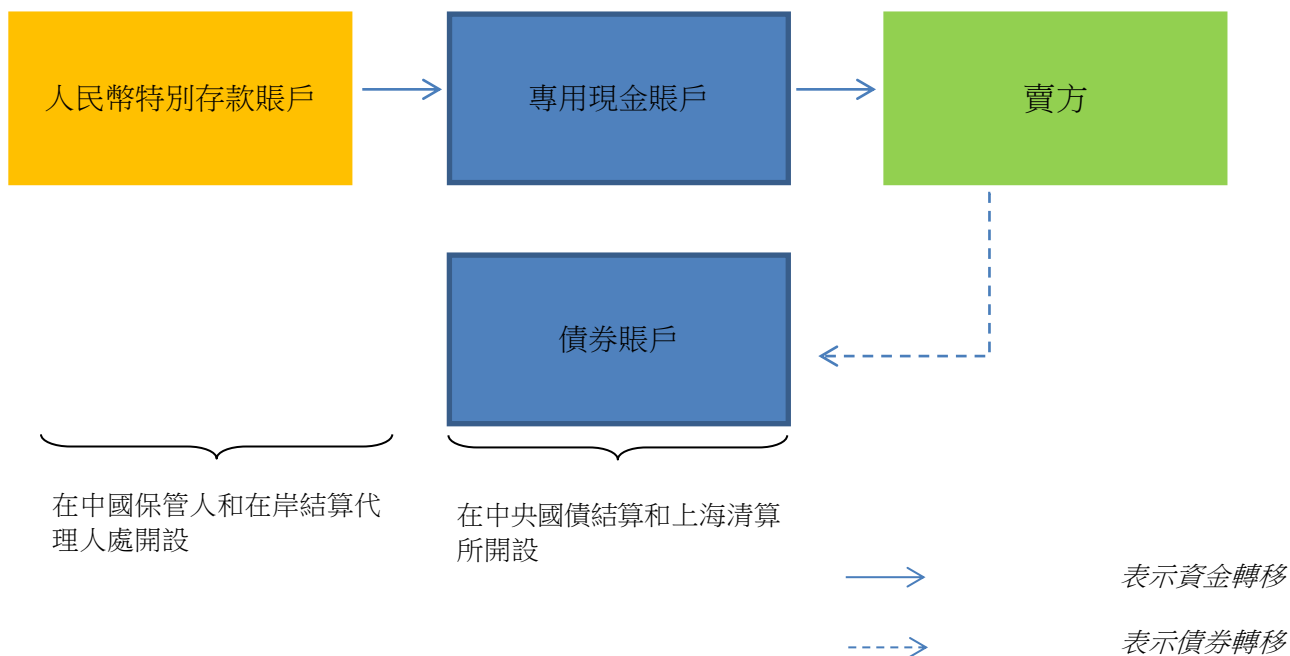 人民幣特別存款賬戶
專用現金賬戶
賣方
債券賬戶
在中國保管人和在岸結算代
理人處開設
在中央國債結算和上海清算
所開設
表示資金轉移
表示債券轉移